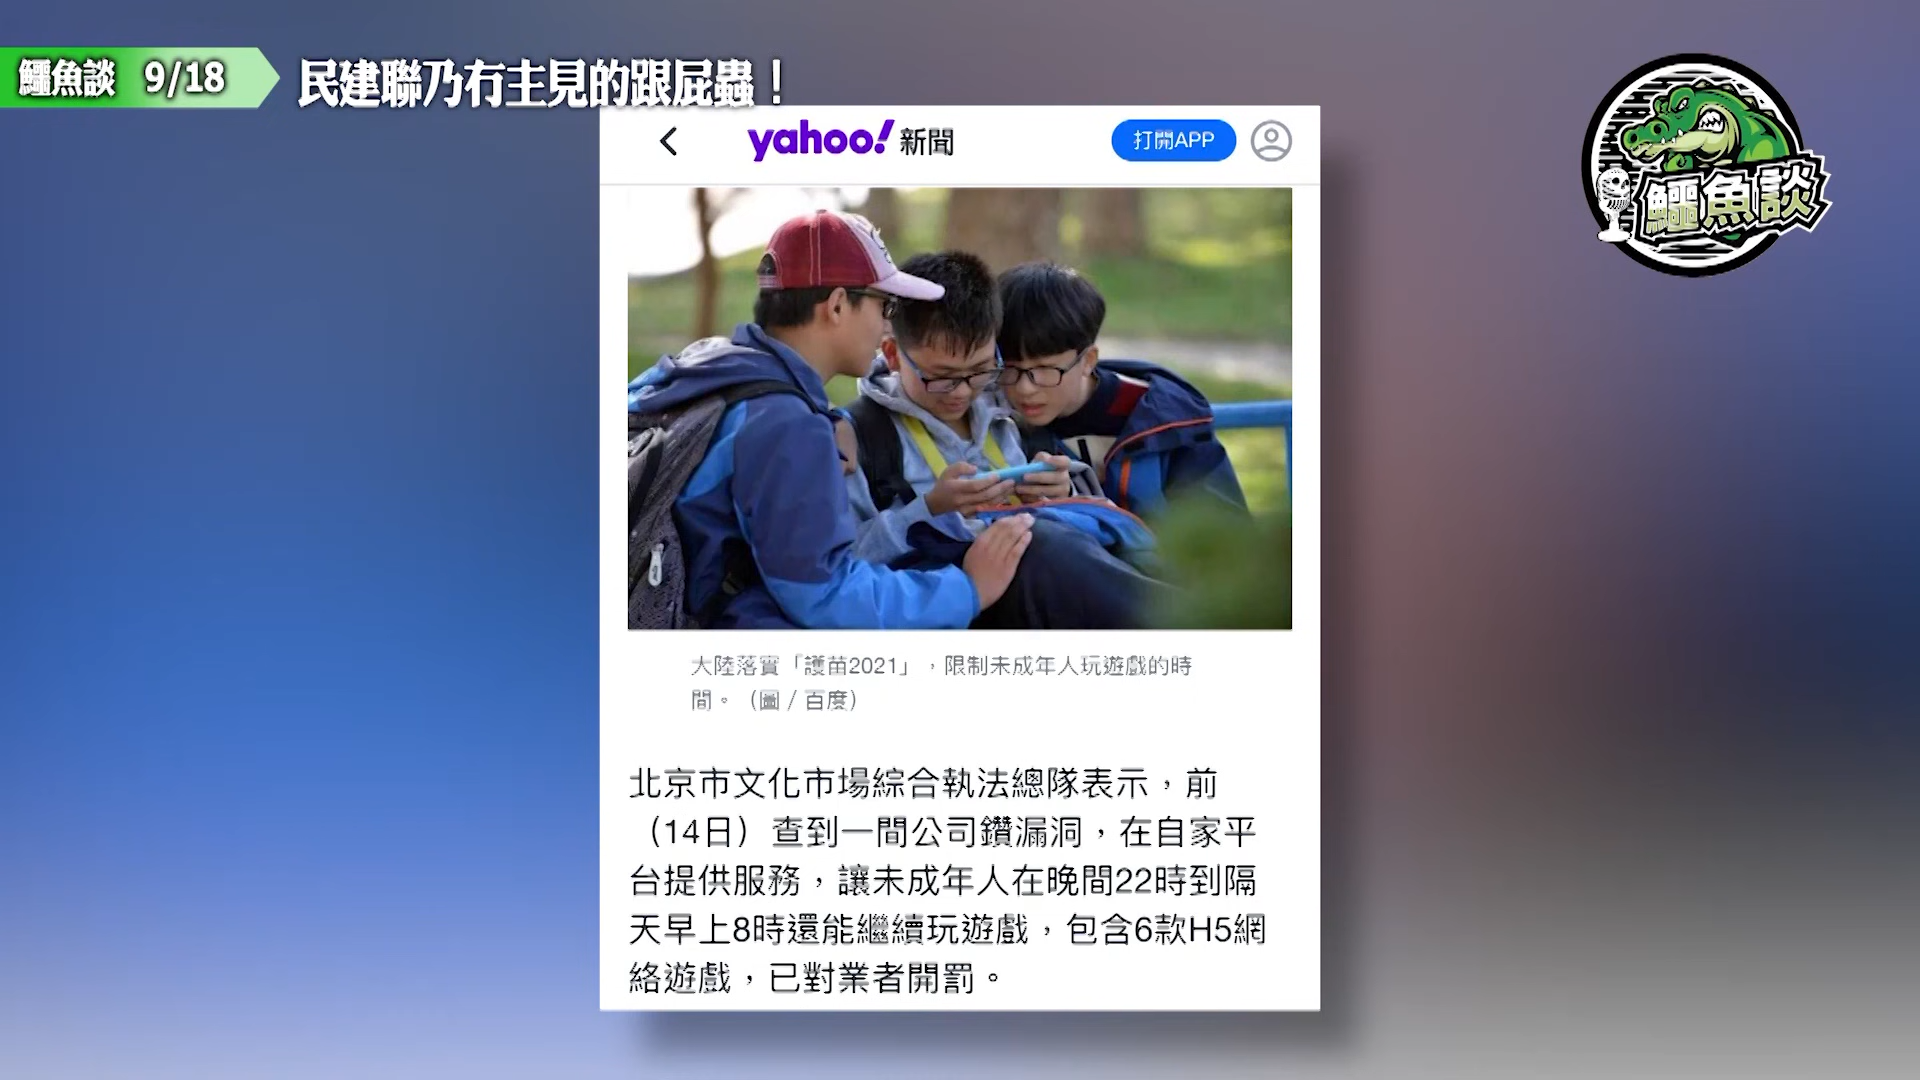 鱷魚談 9/18
民建聯乃冇主見的跟屁蟲！
鱷魚談
yahoo!新聞
打開APP
大陸落實「護苗2021」，限制未成年人玩遊戲的時
間。（圖／百度）
北京市文化市場綜合執法總隊表示，前
（14日）查到一間公司鑽漏洞，在自家平
台提供服務，讓未成年人在晚間22時到隔
天早上8時還能繼續玩遊戲，包含6款H5網
絡遊戲，已對業者開罰。